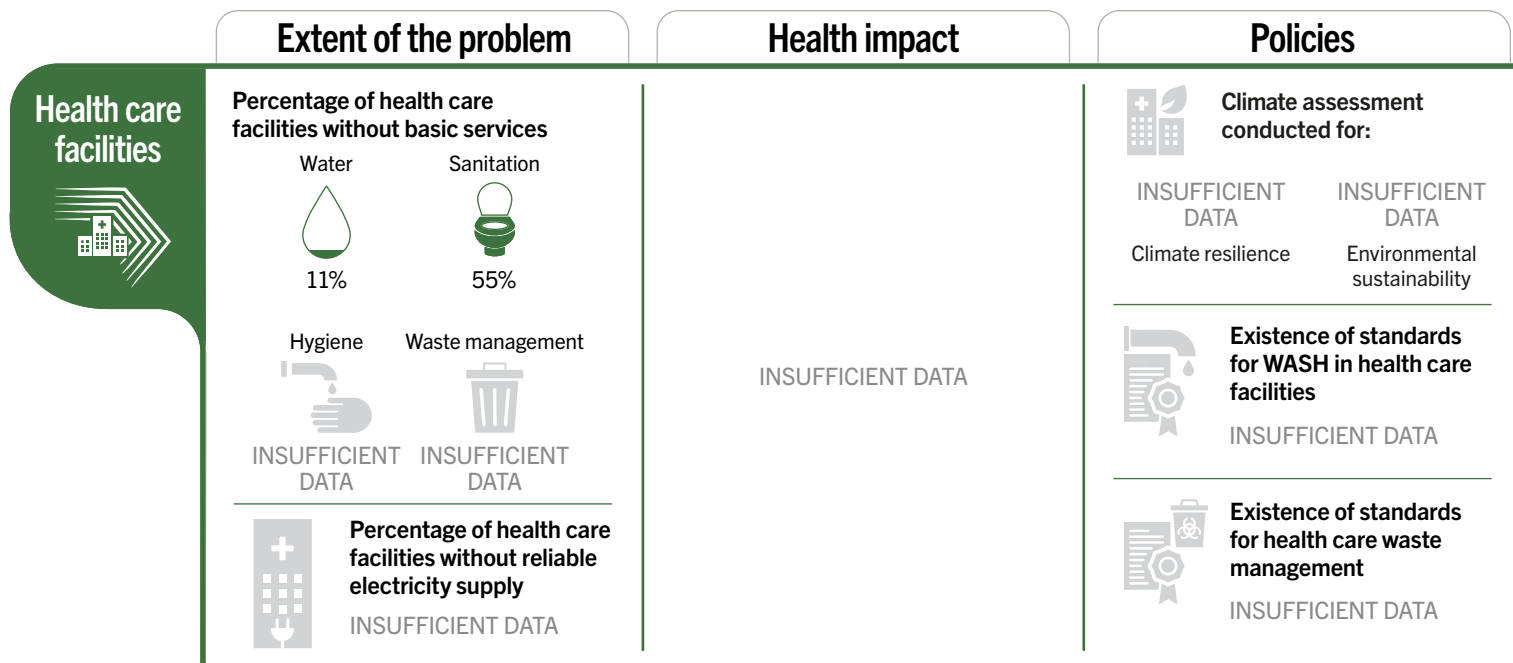 Extent of the problem
Health impact
Policies
Health care
facilities
Percentage of health care
facilities without basic services
Water
Sanitation
11%
55%
Hygiene
Waste management
INSUFFICIENT
DATA
INSUFFICIENT
DATA
Percentage of health care
facilities without reliable
electricity supply
INSUFFICIENT DATA
INSUFFICIENT DATA
Climate assessment
conducted for:
INSUFFICIENT
DATA
Climate resilience
INSUFFICIENT
DATA
Environmental
sustainability
Existence of standards
for WASH in health care
facilities
INSUFFICIENT DATA
Existence of standards
for health care waste
management
INSUFFICIENT DATA